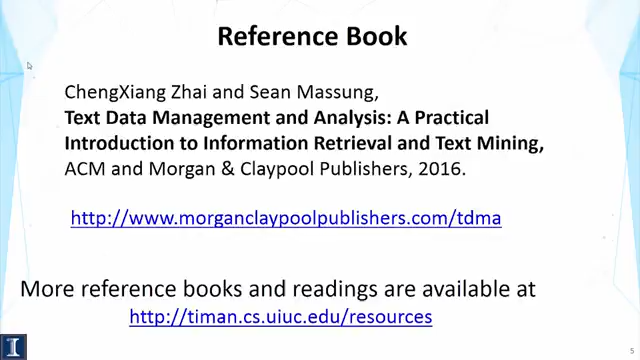 Reference Book
ChengXiang Zhai and Sean Massung,
Text Data Management and Analysis: A Practical
Introduction to Information Retrieval and Text Mining,
ACM and Morgan & Claypool Publishers, 2016.
http://www.morganclaypoolpublishers.com/tdma
More reference books and readings are available at
http://timan.cs.uiuc.edu/resources
I
5